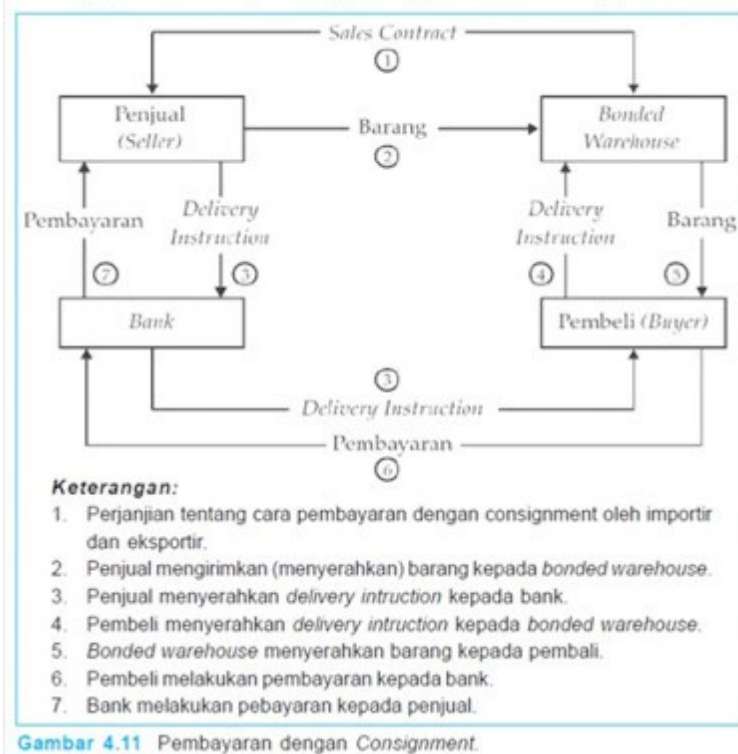 Sales Contract
①
Penjual
(Seller)
Barang
②
Bonded
Warehouse
Pembayaran
⑦
Delivery
Instruction
③
Delivery
Instruction
④
Barang
⑤
Bank
Pembeli (Buyer)
③
Delivery Instruction
Pembayaran
⑥
Keterangan:
1. Perjanjian tentang cara pembayaran dengan consignment oleh importir
dan eksportir.
2. Penjual mengirimkan (menyerahkan) barang kepada bonded warehouse.
3. Penjual menyerahkan delivery intruction kepada bank.
4. Pembeli menyerahkan delivery intruction kepada bonded warehouse.
5. Bonded warehouse menyerahkan barang kepada pembali.
6. Pembeli melakukan pembayaran kepada bank.
7. Bank melakukan pebayaran kepada penjual.
Gambar 4.11 Pembayaran dengan Consignment.